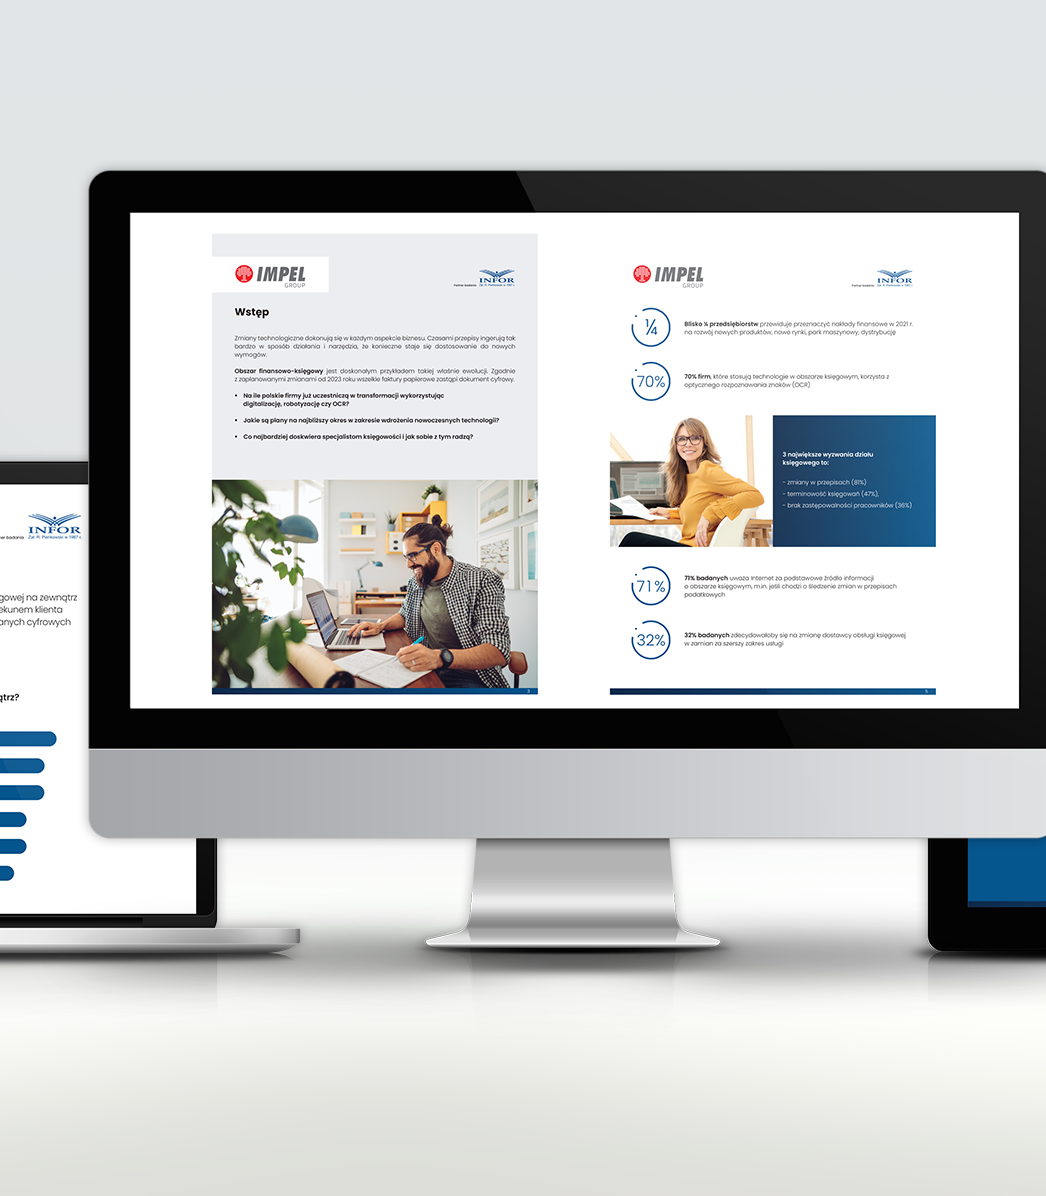 IMPEL
GROUP
Partner badania:
INFOR
Zał. R. Pieńkowski w 1987 r.
Wstęp
Zmiany technologiczne dokonują się w każdym aspekcie biznesu. Czasami przepisy ingerują tak
bardzo w sposób działania i narzędzia, że konieczne staje się dostosowanie do nowych
wymogów.
Obszar finansowo-księgowy jest doskonałym przykładem takiej właśnie ewolucji. Zgodnie
z zaplanowanymi zmianami od 2023 roku wszelkie faktury papierowe zastąpi dokument cyfrowy.
• Na ile polskie firmy już uczestniczą w transformacji wykorzystując
digitalizację, robotyzację czy OCR?
• Jakie są plany na najbliższy okres w zakresie wdrożenia nowoczesnych technologii?
• Co najbardziej doskwiera specjalistom księgowości i jak sobie z tym radzą?
3
IMPEL
GROUP
Partner badania:
INFOR
Zał. R. Pieńkowski w 1987 r.
¼
Blisko ¼ przedsiębiorstw przewiduje przeznaczyć nakłady finansowe w 2021 r.
na rozwój nowych produktów, nowe rynki, park maszynowy, dystrybucję
70%
70% firm, które stosują technologie w obszarze księgowym, korzysta z
optycznego rozpoznawania znaków (OCR)
3 największe wyzwania działu
księgowego to:
- zmiany w przepisach (81%)
- terminowość księgowań (47%),
- brak zastępowalności pracowników (36%)
71%
71% badanych uważa Internet za podstawowe źródło informacji
o obszarze księgowym, m.in. jeśli chodzi o śledzenie zmian w przepisach
podatkowych
32%
32% badanych zdecydowałoby się na zmianę dostawcy obsługi księgowej
w zamian za szerszy zakres usługi
5
INFOR
Zał. R. Pieńkowski w 1987 r.
ner badania:
gowej na zewnątrz
ekunem klienta
anych cyfrowych
ątrz?